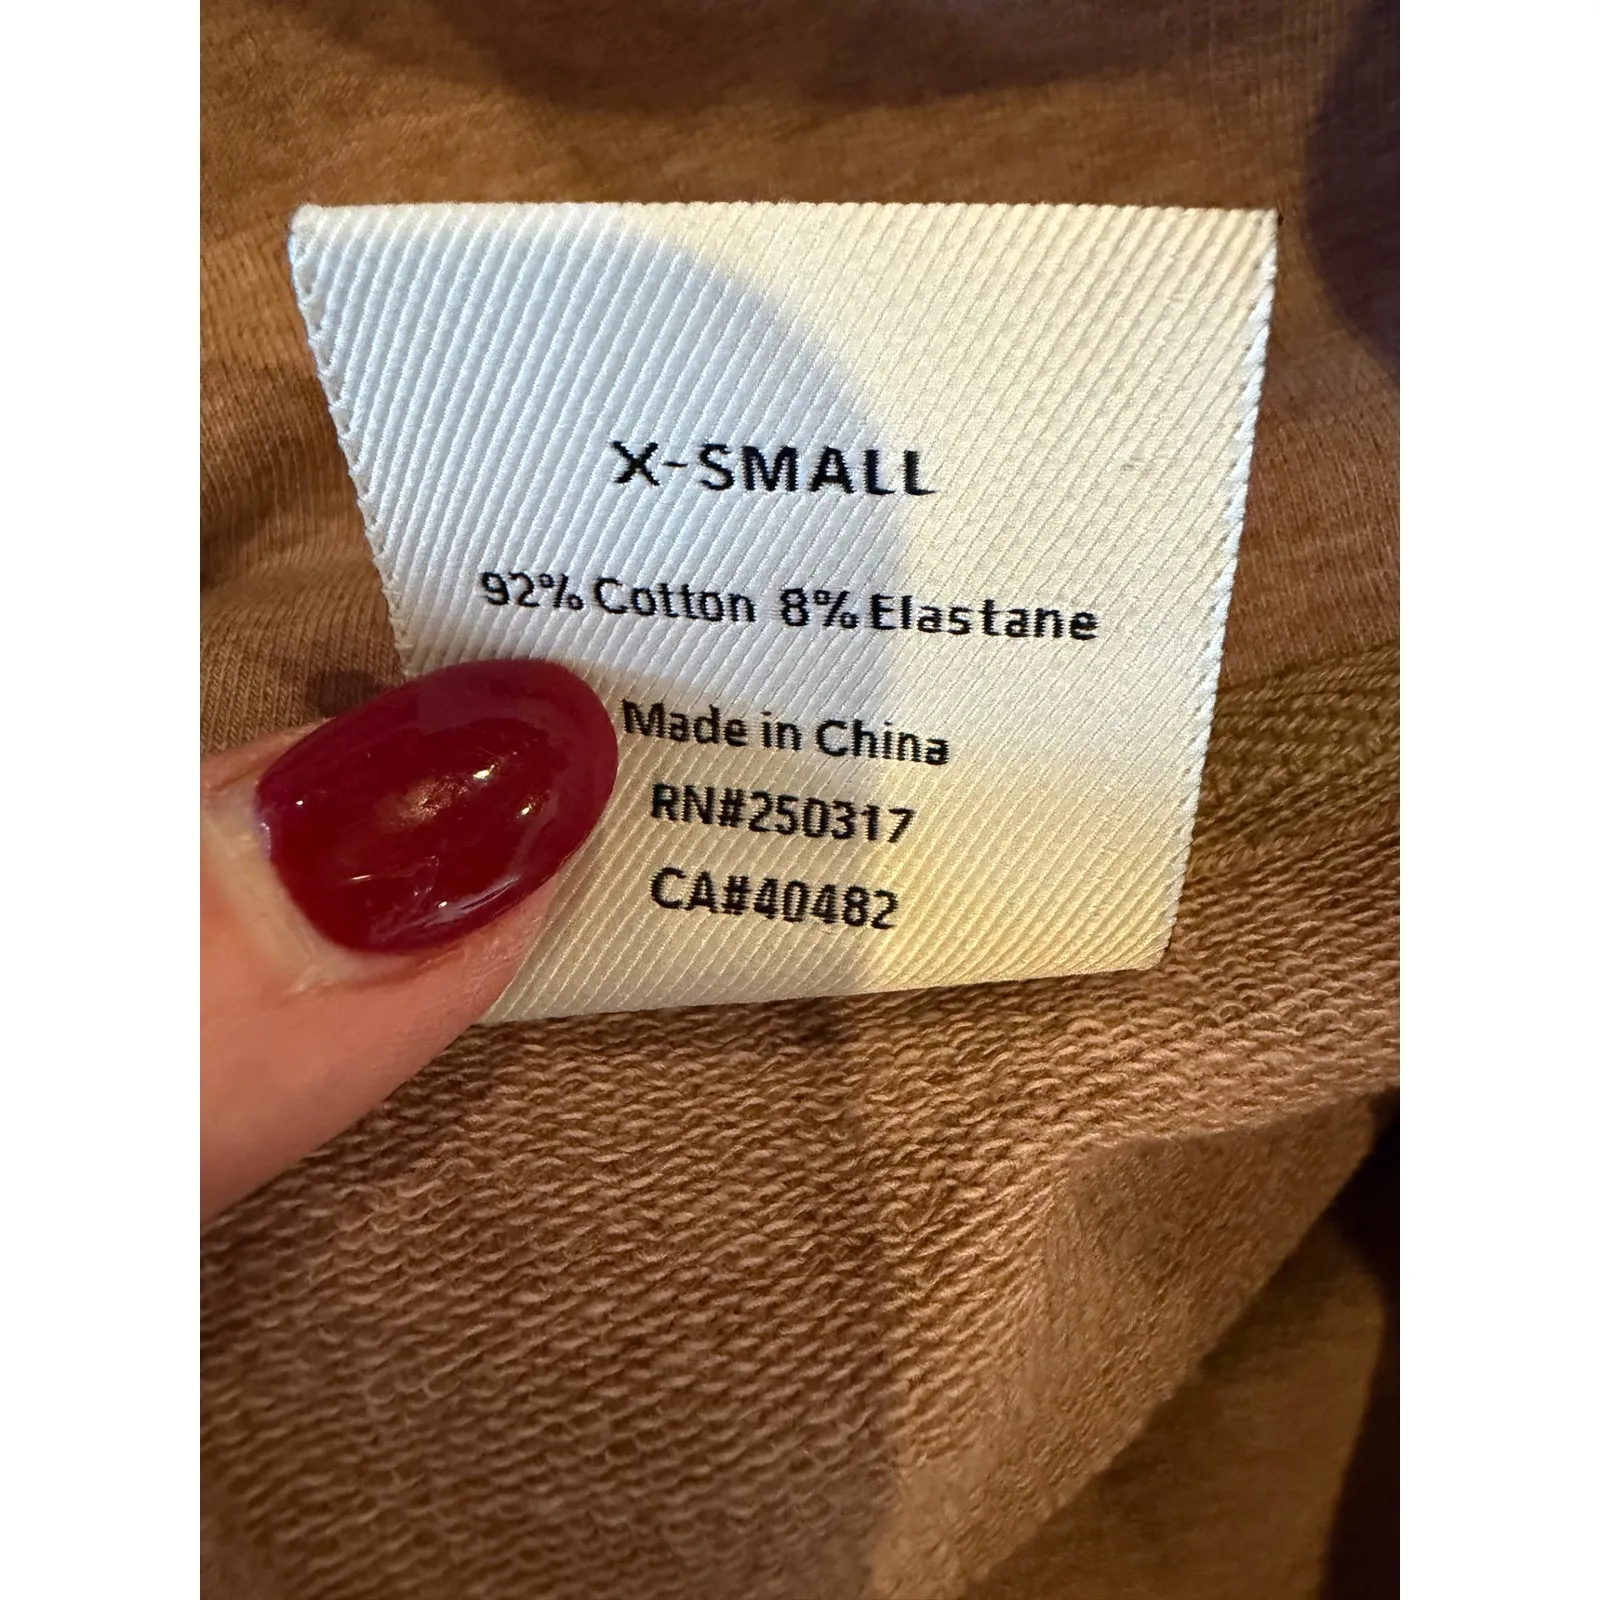 X-SMALL
92% Cotton 8% Elastane
Made in China
RN#250317
CA#40482